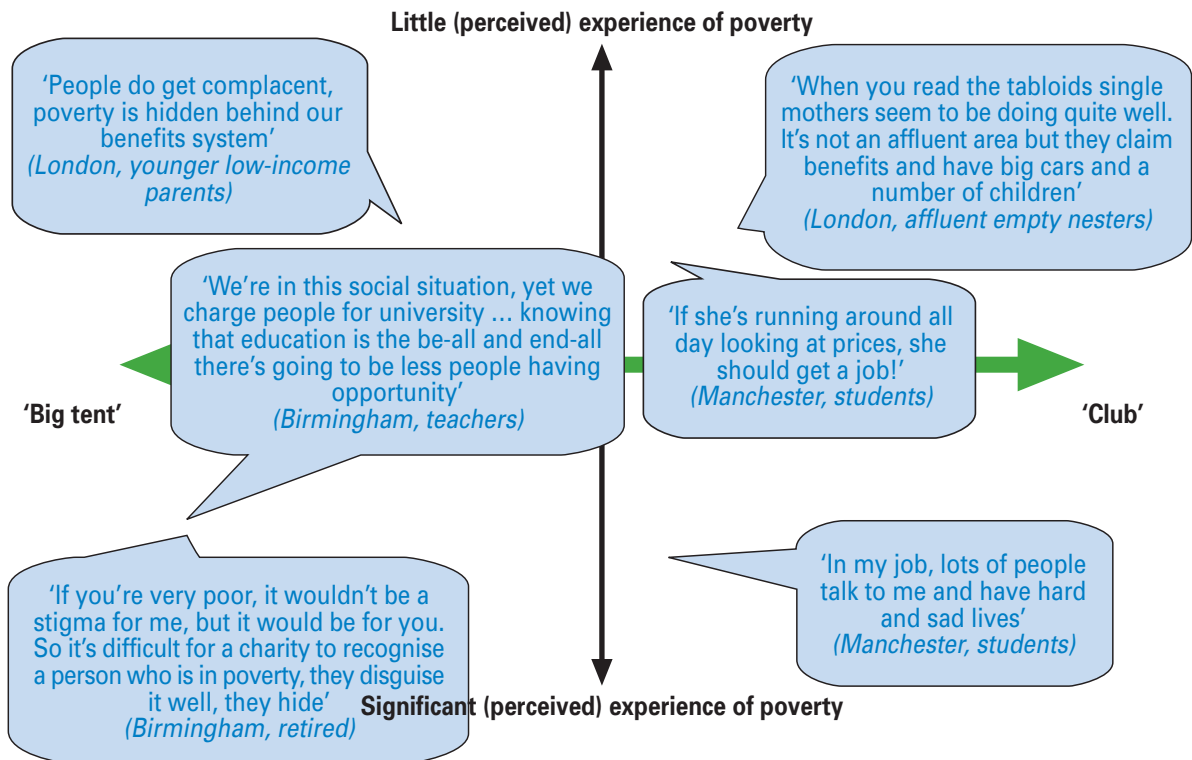 Little (perceived) experience of poverty
‘People do get complacent,
poverty is hidden behind our
benefits system’
(London, younger low-income
parents)
‘When you read the tabloids single
mothers seem to be doing quite well.
It’s not an affluent area but they claim
benefits and have big cars and a
number of children’
(London, affluent empty nesters)
‘We’re in this social situation, yet we
charge people for university … knowing
that education is the be-all and end-all
there’s going to be less people having
opportunity’
(Birmingham, teachers)
‘If she’s running around all
day looking at prices, she
should get a job!’
(Manchester, students)
‘Big tent’
‘Club’
‘If you’re very poor, it wouldn’t be a
stigma for me, but it would be for you.
So it’s difficult for a charity to recognise
a person who is in poverty, they disguise
it well, they hide’
(Birmingham, retired)
‘In my job, lots of people
talk to me and have hard
and sad lives’
(Manchester, students)
Significant (perceived) experience of poverty